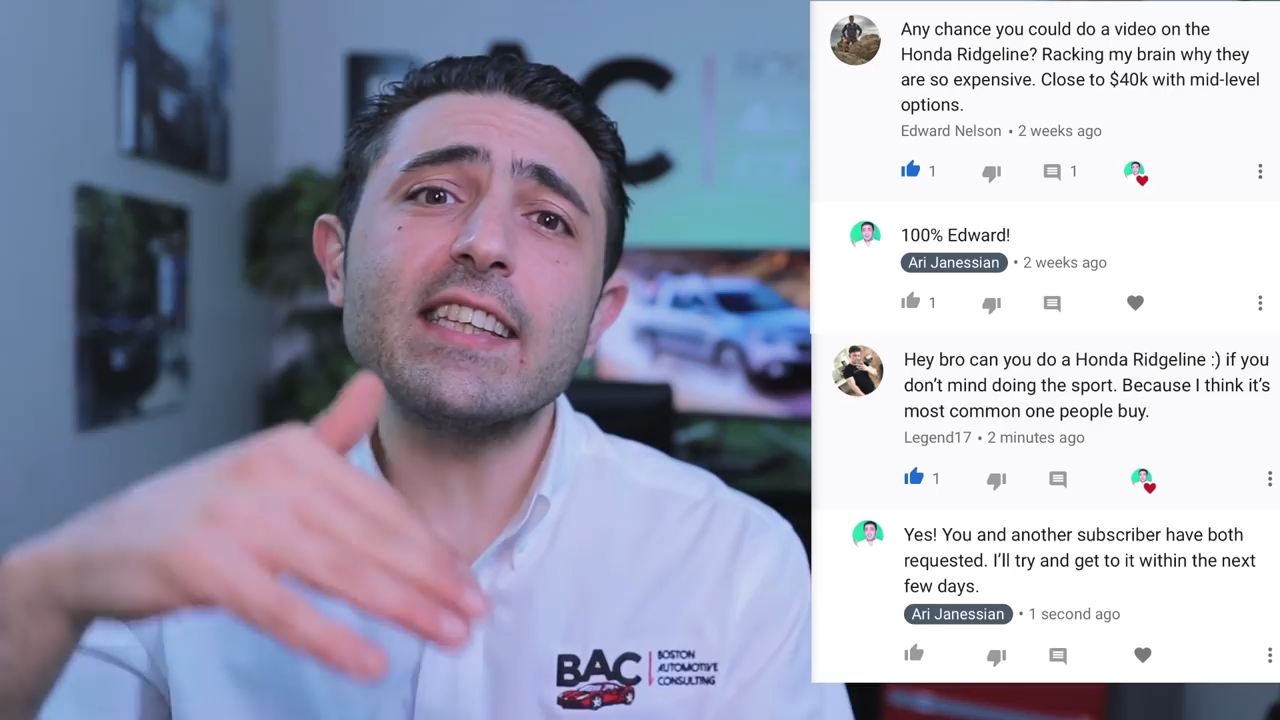 Any chance you could do a video on the
Honda Ridgeline? Racking my brain why they
are so expensive. Close to $40k with mid-level
options.
Edward Nelson • 2 weeks ago
1
1
100% Edward!
Ari Janessian • 2 weeks ago
1
Hey bro can you do a Honda Ridgeline :) if you
don’t mind doing the sport. Because I think it’s
most common one people buy.
Legend17 • 2 minutes ago
1
Yes! You and another subscriber have both
requested. I’ll try and get to it within the next
few days.
Ari Janessian • 1 second ago
BAC
BOSTON
AUTOMOTIVE
CONSULTING